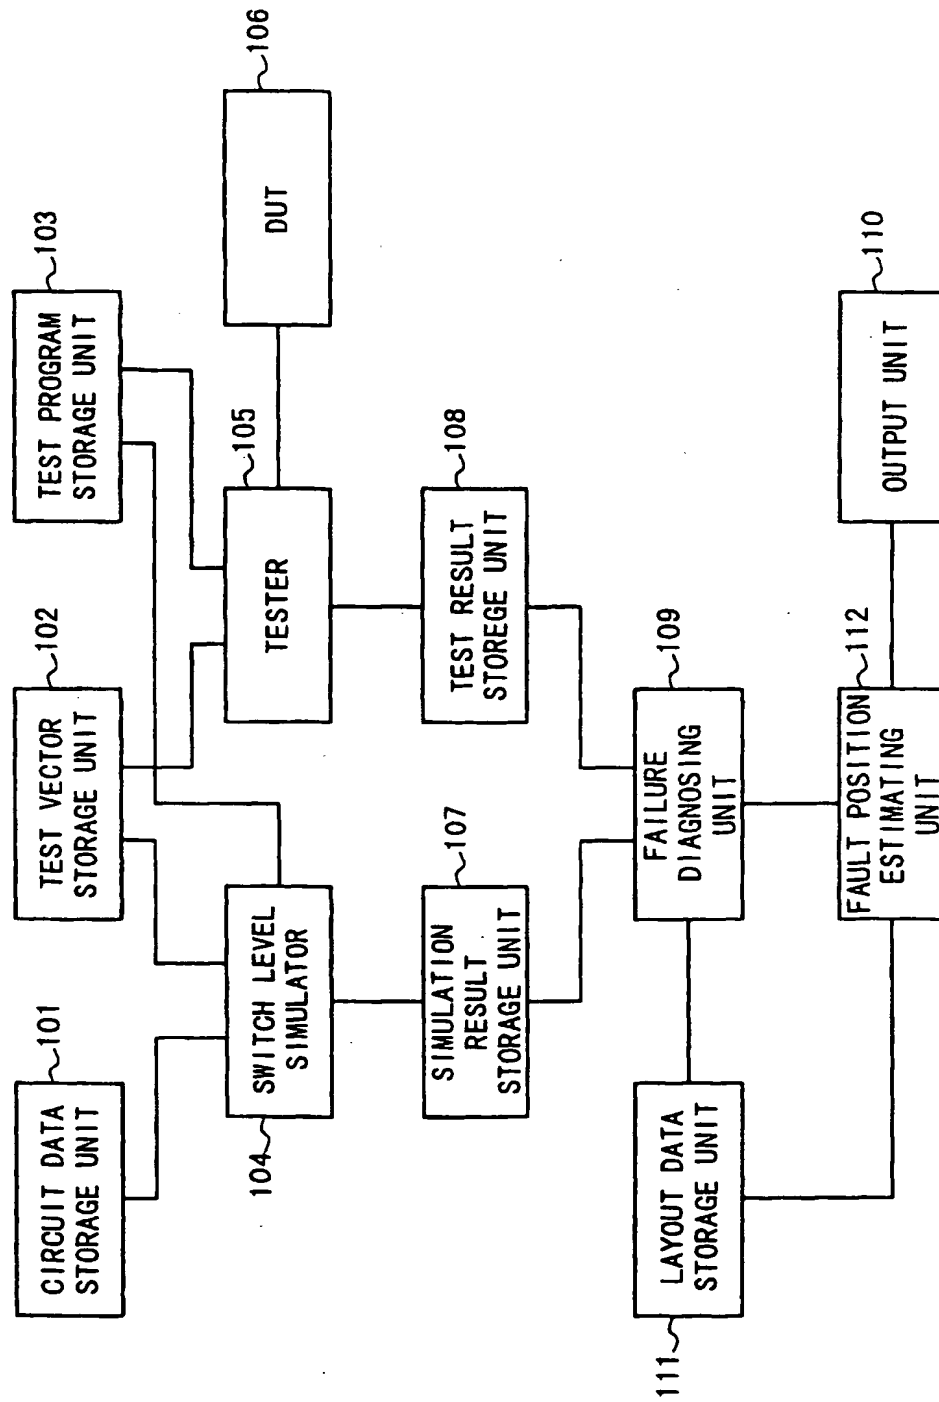 CIRCUIT DATA
STORAGE UNIT
101
TEST VECTOR
STORAGE UNIT
102
TEST PROGRAM
STORAGE UNIT
103
SWITCH LEVEL
SIMULATOR
104
TESTER
105
DUT
106
SIMULATION
RESULT
STORAGE UNIT
107
TEST RESULT
STOREGE UNIT
108
LAYOUT DATA
STORAGE UNIT
111
FAILURE
DIAGNOSING
UNIT
109
FAULT POSITION
ESTIMATING
UNIT
112
OUTPUT UNIT
110